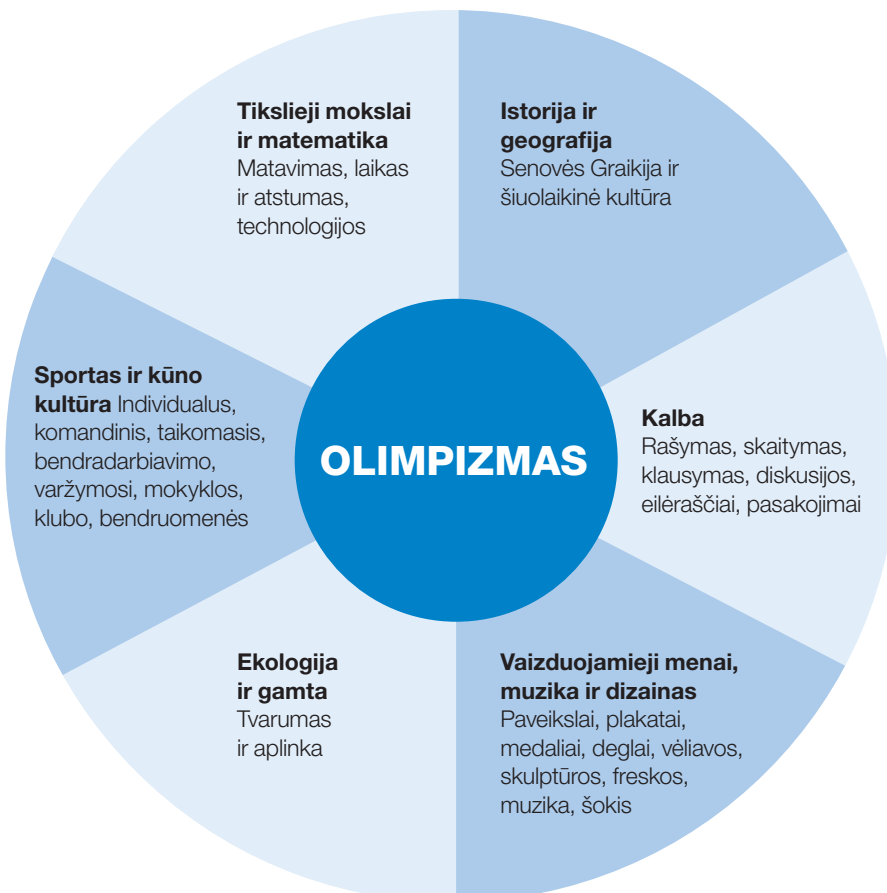 Tikslieji mokslai
ir matematika
Matavimas, laikas
ir atstumas,
technologijos
Istorija ir
geografija
Senovės Graikija ir
šiuolaikinė kultūra
Sportas ir kūno
kultūra Individualus,
komandinis, taikomasis,
bendradarbiavimo,
varžymosi, mokyklos,
klubo, bendruomenės
OLIMPIZMAS
Kalba
Rašymas, skaitymas,
klausymas, diskusijos,
eilėraščiai, pasakojimai
Ekologija
ir gamta
Tvarumas
ir aplinka
Vaizduojamieji menai,
muzika ir dizainas
Paveikslai, plakatai,
medaliai, deglai, vėliavos,
skulptūros, freskos,
muzika, šokis